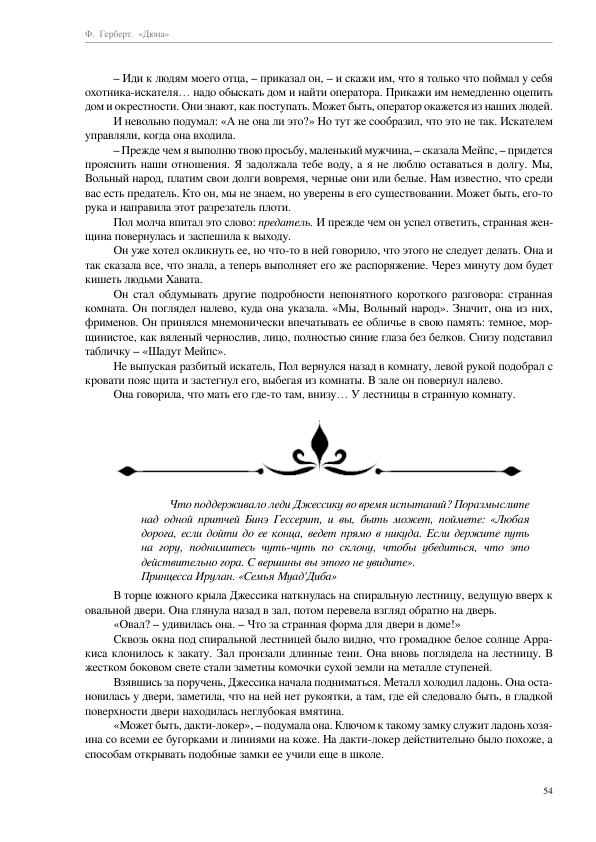 Ф. Герберт. «Дюна»
– Иди к людям моего отца, – приказал он, – и скажи им, что я только что поймал у себя
охотника-искателя… надо обыскать дом и найти оператора. Прикажи им немедленно оцепить
дом и окрестности. Они знают, как поступать. Может быть, оператор окажется из наших людей.
И невольно подумал: «А не она ли это?» Но тут же сообразил, что это не так. Искателем
управляли, когда она входила.
– Прежде чем я выполню твою просьбу, маленький мужчина, – сказала Мейпс, – придется
прояснить наши отношения. Я задолжала тебе воду, а я не люблю оставаться в долгу. Мы,
Вольный народ, платим свои долги вовремя, черные они или белые. Нам известно, что среди
вас есть предатель. Кто он, мы не знаем, но уверены в его существовании. Может быть, его-то
рука и направила этот разрезатель плоти.
Пол молча впитал это слово: предатель. И прежде чем он успел ответить, странная жен-
щина повернулась и заспешила к выходу.
Он уже хотел окликнуть ее, но что-то в ней говорило, что этого не следует делать. Она и
так сказала все, что знала, а теперь выполняет его же распоряжение. Через минуту дом будет
кишеть людьми Хавата.
Он стал обдумывать другие подробности непонятного короткого разговора: странная
комната. Он поглядел налево, куда она указала. «Мы, Вольный народ». Значит, она из них,
фрименов. Он принялся мнемонически впечатывать ее обличье в свою память: темное, мор-
щинистое, как вяленый чернослив, лицо, полностью синие глаза без белков. Снизу подставил
табличку – «Шадут Мейпс».
Не выпуская разбитый искатель, Пол вернулся назад в комнату, левой рукой подобрал с
кровати пояс щита и застегнул его, выбегая из комнаты. В зале он повернул налево.
Она говорила, что мать его где-то там, внизу… У лестницы в странную комнату.
Что поддерживало леди Джессику во время испытаний? Поразмыслите
над одной притчей Бинэ Гессерит, и вы, быть может, поймете: «Любая
дорога, если дойти до ее конца, ведет прямо в никуда. Если держите путь
на гору, поднимитесь чуть-чуть по склону, чтобы убедиться, что это
действительно гора. С вершины вы этого не увидите».
Принцесса Ирулан. «Семья Муад'Диба»
В торце южного крыла Джессика наткнулась на спиральную лестницу, ведущую вверх к
овальной двери. Она глянула назад в зал, потом перевела взгляд обратно на дверь.
«Овал? – удивилась она. – Что за странная форма для двери в доме!»
Сквозь окна под спиральной лестницей было видно, что громадное белое солнце Арра-
киса клонилось к закату. Зал пронзали длинные тени. Она вновь поглядела на лестницу. В
жестком боковом свете стали заметны комочки сухой земли на металле ступеней.
Взявшись за поручень, Джессика начала подниматься. Металл холодил ладонь. Она оста-
новилась у двери, заметила, что на ней нет рукоятки, а там, где ей следовало быть, в гладкой
поверхности двери находилась неглубокая вмятина.
«Может быть, дакти-локер», – подумала она. Ключом к такому замку служит ладонь хозя-
ина со всеми ее бугорками и линиями на коже. На дакти-локер действительно было похоже, а
способам открывать подобные замки ее учили еще в школе.
54